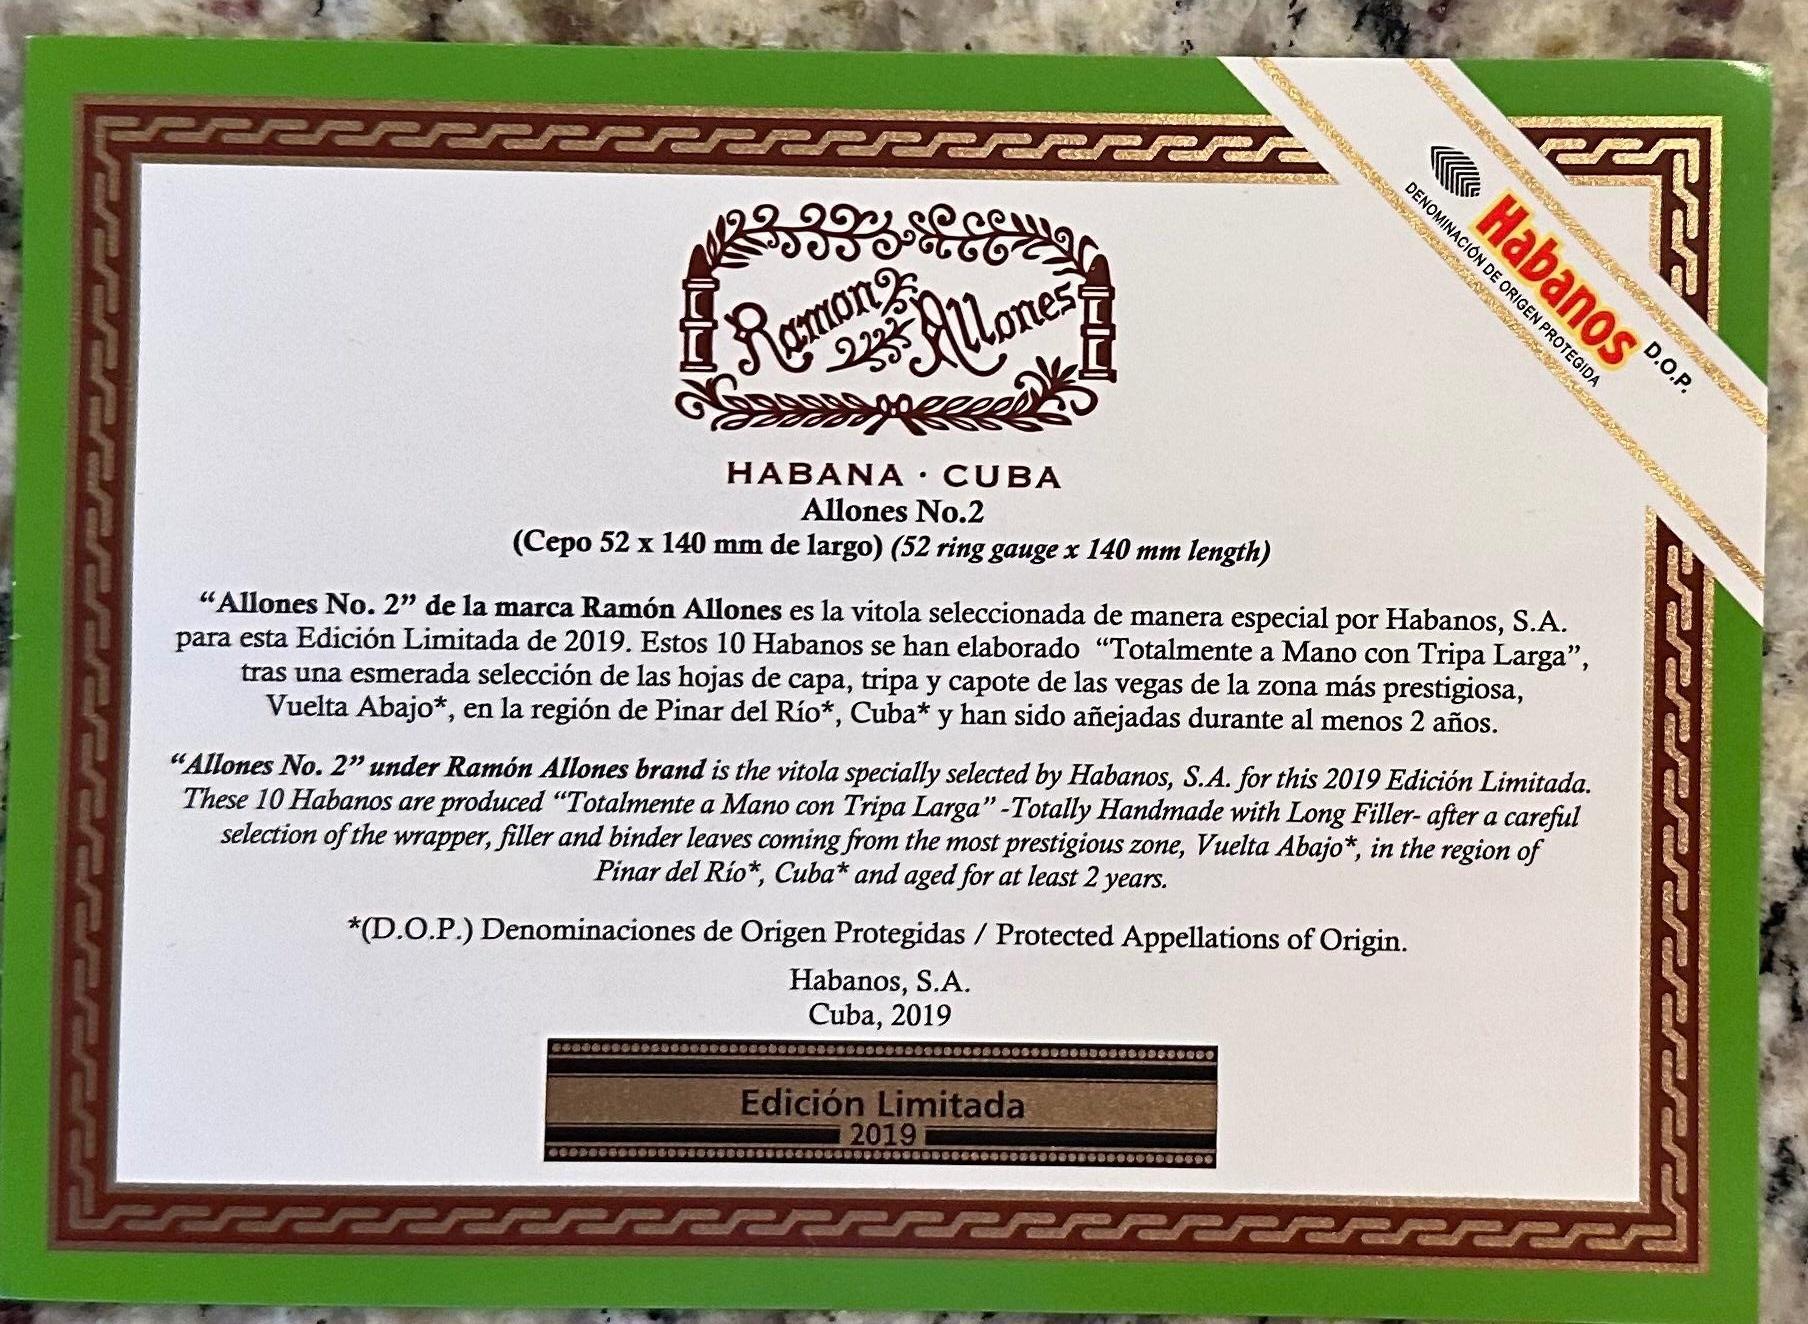 Habanos D.O.P.
DENOMINACIÓN DE ORIGEN PROTEGIDA
Ramon Allones
HABANA · CUBA
Allones No.2
(Cepo 52 x 140 mm de largo) (52 ring gauge x 140 mm length)
“Allones No. 2” de la marca Ramón Allones es la vitola seleccionada de manera especial por Habanos, S.A.
para esta Edición Limitada de 2019. Estos 10 Habanos se han elaborado “Totalmente a Mano con Tripa Larga”,
tras una esmerada selección de las hojas de capa, tripa y capote de las vegas de la zona más prestigiosa,
Vuelta Abajo*, en la región de Pinar del Río*, Cuba* y han sido añejadas durante al menos 2 años.
“Allones No. 2” under Ramón Allones brand is the vitola specially selected by Habanos, S.A. for this 2019 Edición Limitada.
These 10 Habanos are produced “Totalmente a Mano con Tripa Larga” -Totally Handmade with Long Filler- after a careful
selection of the wrapper, filler and binder leaves coming from the most prestigious zone, Vuelta Abajo*, in the region of
Pinar del Río*, Cuba* and aged for at least 2 years.
*(D.O.P.) Denominaciones de Origen Protegidas / Protected Appellations of Origin.
Habanos, S.A.
Cuba, 2019
Edición Limitada
2019